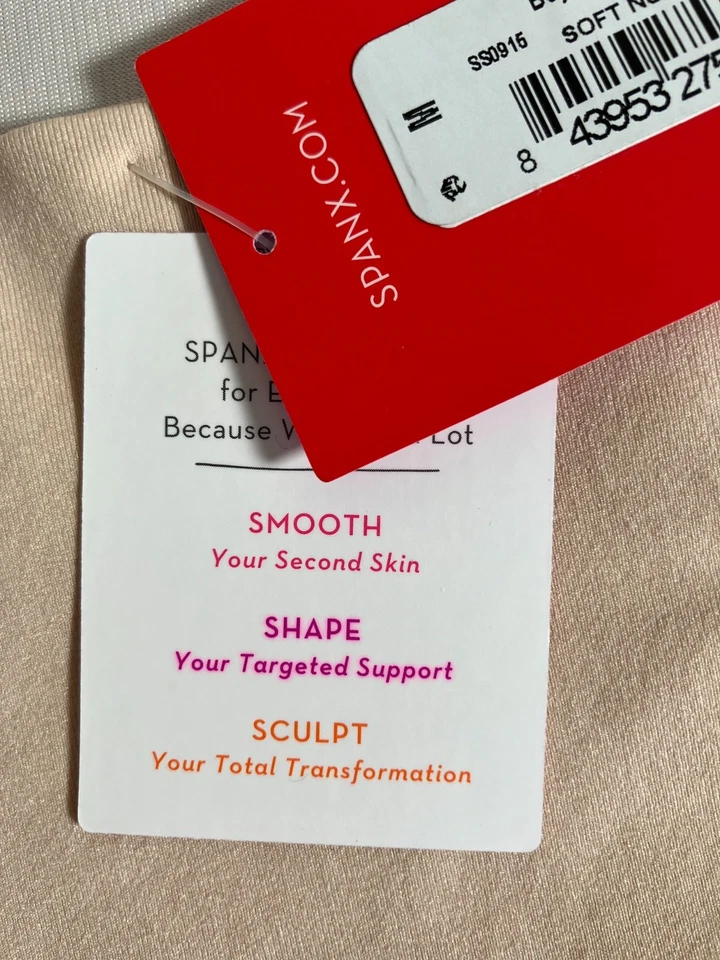 SS0915
SOFT
M
8 43953 275
SPANX.COM
for
Because Lot
SMOOTH
Your Second Skin
SHAPE
Your Targeted Support
SCULPT
Your Total Transformation